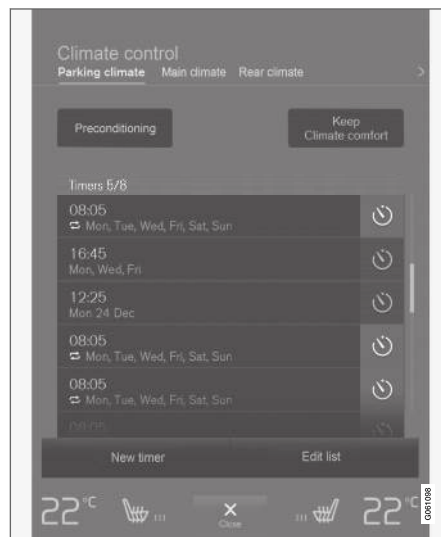 Climate control
Parking climate Main climate Rear climate
Preconditioning
Keep
Climate comfort
Timers 5/8
08:05
Mon, Tue, Wed, Fri, Sat, Sun
16:45
Mon, Wed, Fri
12:25
Mon 24 Dec
08:05
Mon, Tue, Wed, Fri, Sat, Sun
08:05
Mon, Tue, Wed, Fri, Sat, Sun
08:05
New timer Edit list
22°C 22°C
Close
G061098